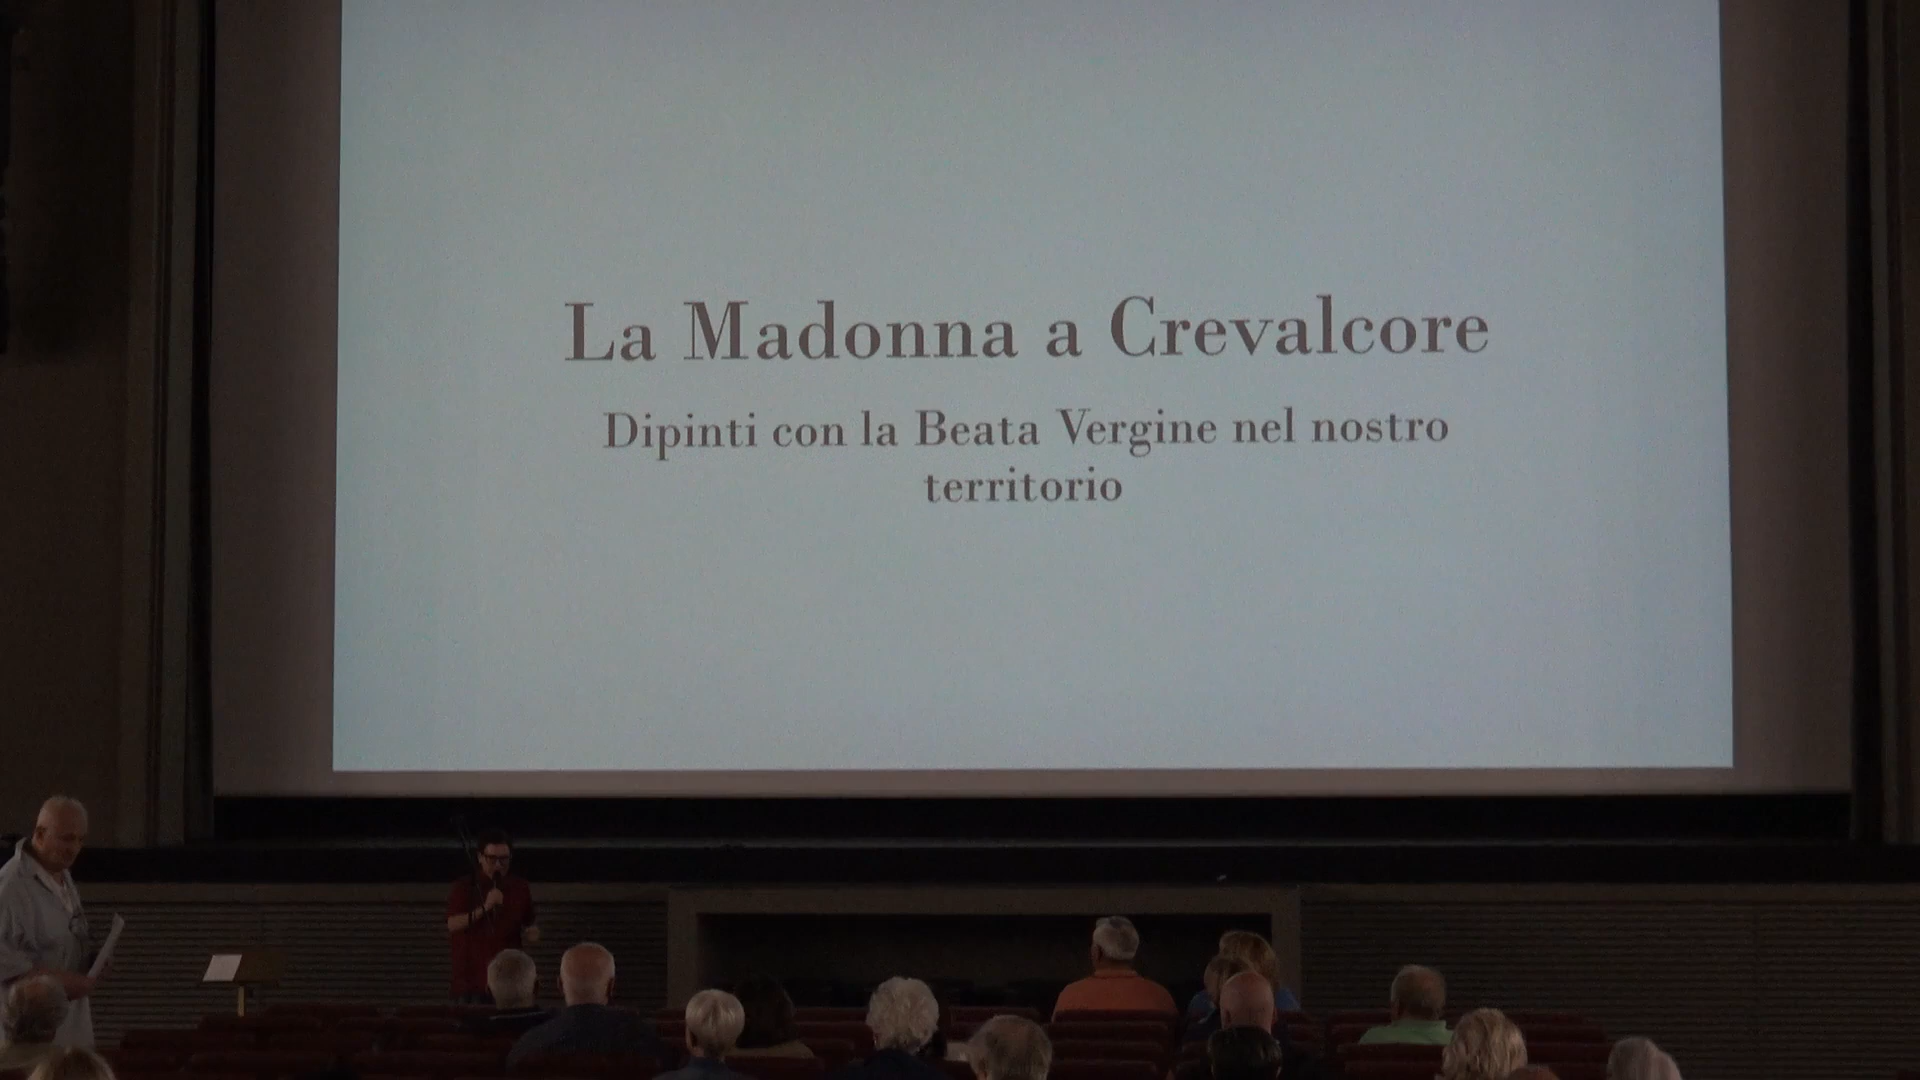 La Madonna a Crevalcore
Dipinti con la Beata Vergine nel nostro
territorio